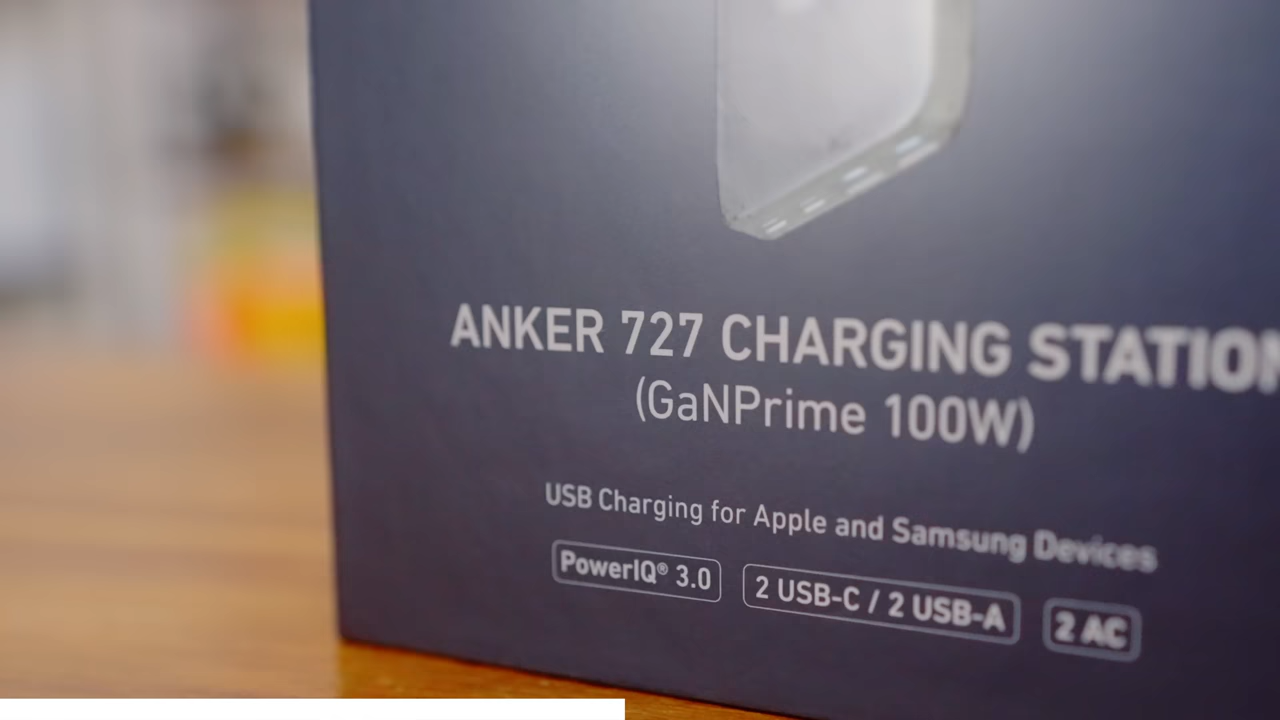 ANKER 727 CHARGING STATION
(GaNPrime 100W)
USB Charging for Apple and Samsung Devices
PowerIQ® 3.0
2 USB-C / 2 USB-A
2 AC